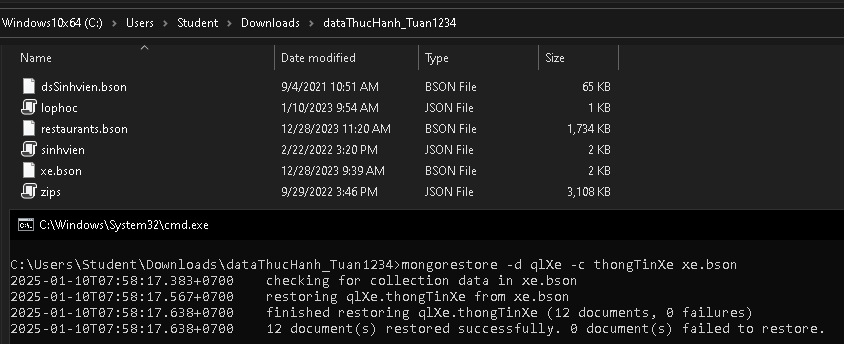 Windows10x64 (C:) > Users > Student > Downloads > dataThucHanh_Tuan1234
Name Date modified Type Size
dsSinhvien.bson 9/4/2021 10:51 AM BSON File 65 KB
lophoc 1/10/2023 9:54 AM JSON File 1 KB
restaurants.bson 12/28/2023 11:20 AM BSON File 1,734 KB
sinhvien 2/22/2022 3:20 PM JSON File 2 KB
xe.bson 12/28/2023 9:39 AM BSON File 2 KB
zips 9/29/2022 3:46 PM JSON File 3,108 KB
C:\Windows\System32\cmd.exe
C:\Users\Student\Downloads\dataThucHanh_Tuan1234>mongorestore -d qlXe -c thongTinXe xe.bson
2025-01-10T07:58:17.383+0700 checking for collection data in xe.bson
2025-01-10T07:58:17.567+0700 restoring qlXe.thongTinXe from xe.bson
2025-01-10T07:58:17.638+0700 finished restoring qlXe.thongTinXe (12 documents, 0 failures)
2025-01-10T07:58:17.638+0700 12 document(s) restored successfully. 0 document(s) failed to restore.